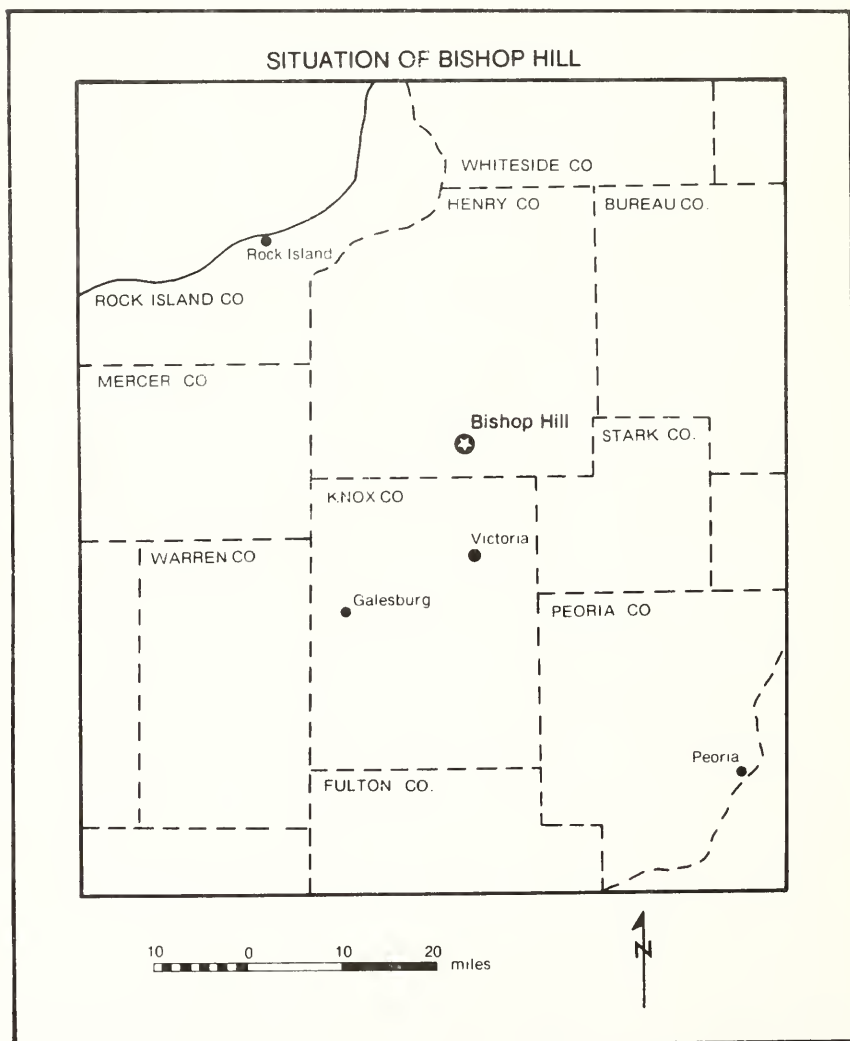 SITUATION OF BISHOP HILL
WHITESIDE CO
HENRY CO
BUREAU CO.
Rock Island
ROCK ISLAND CO
MERCER CO
Bishop Hill
STARK CO.
KNOX CO
Victoria
WARREN CO
Galesburg
PEORIA CO
Peoria
FULTON CO.
10 0 10 20 miles
N